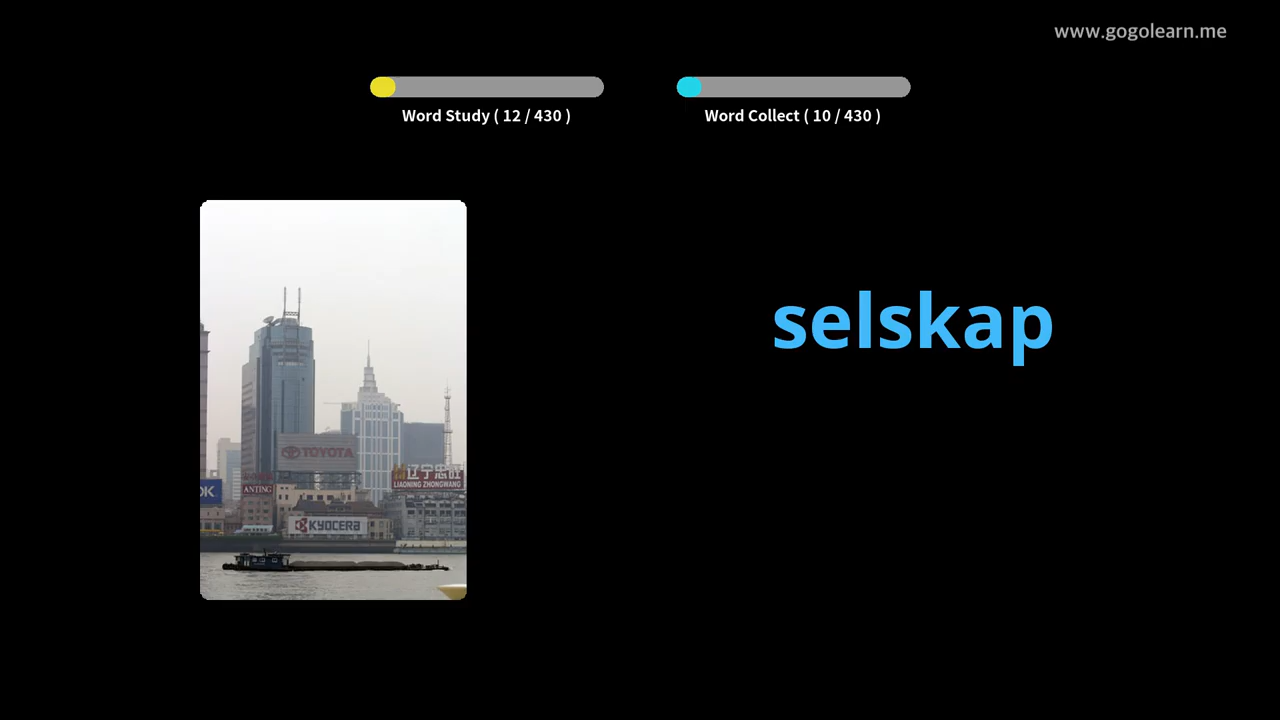 www.gogolearn.me
Word Study ( 12 / 430 )
Word Collect ( 10 / 430 )
selskap
TOYOTA
辽宁忠旺
LIAONING ZHONGWANG
OK
ANTING
KYOCERA